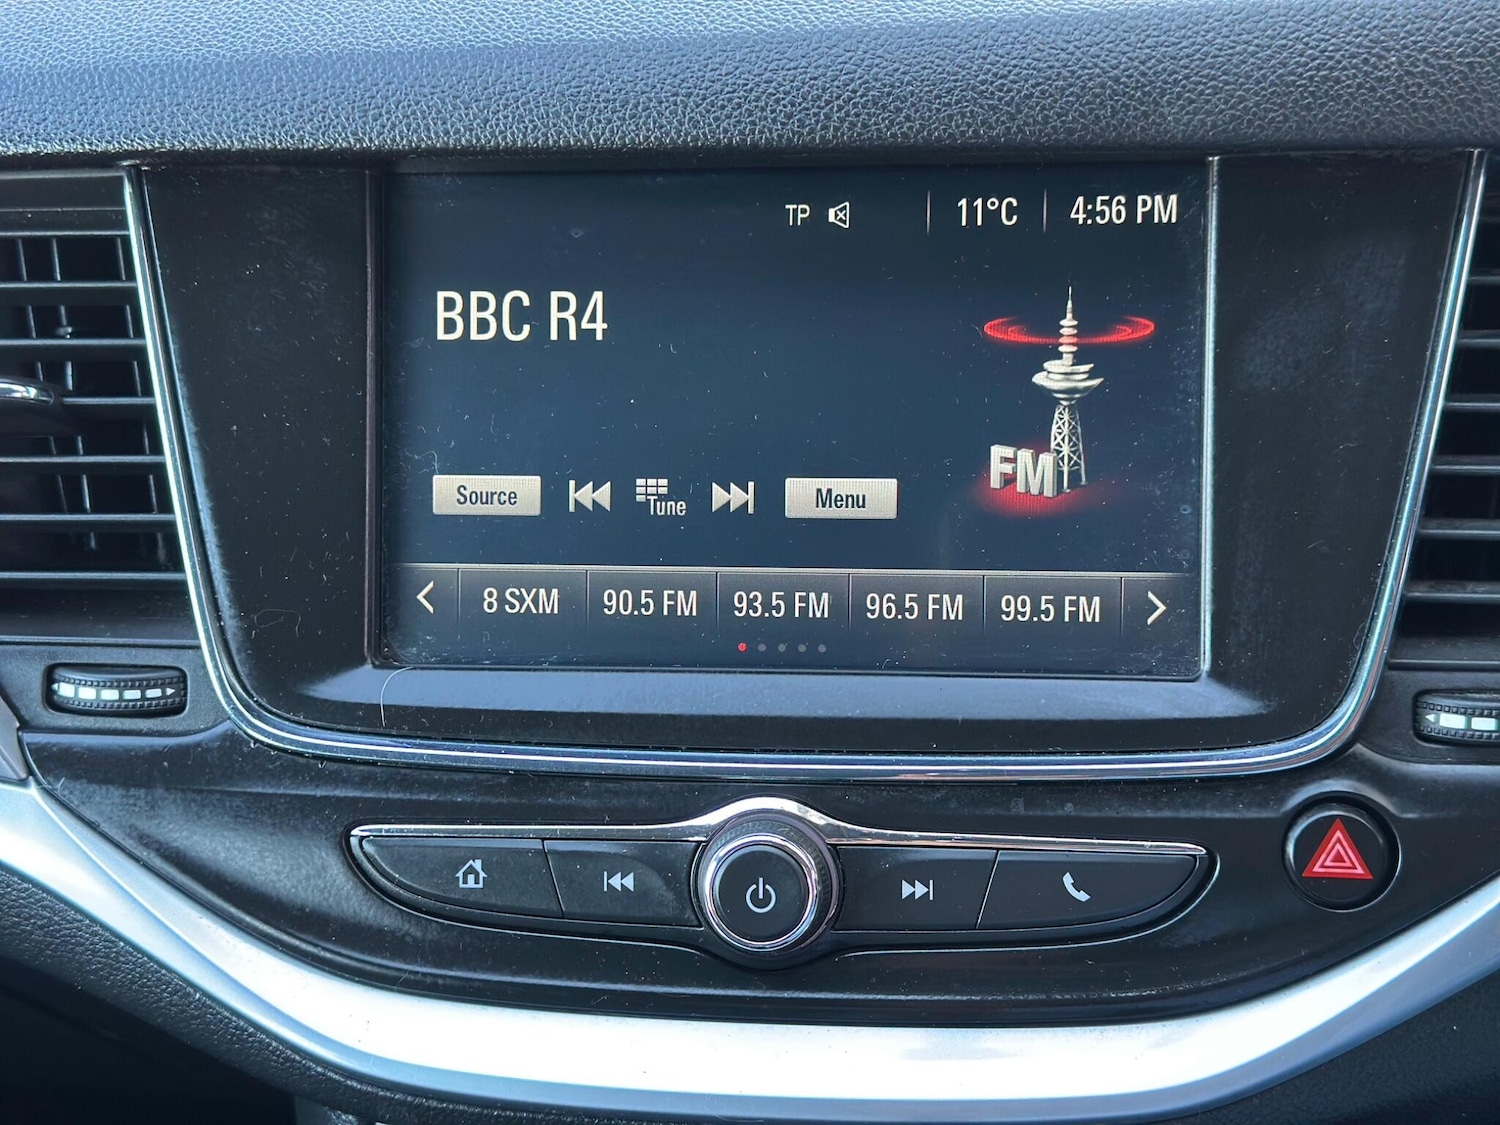 TP 11°C 4:56 PM
BBC R4
FM
Source Tune Menu
8 SXM 90.5 FM 93.5 FM 96.5 FM 99.5 FM